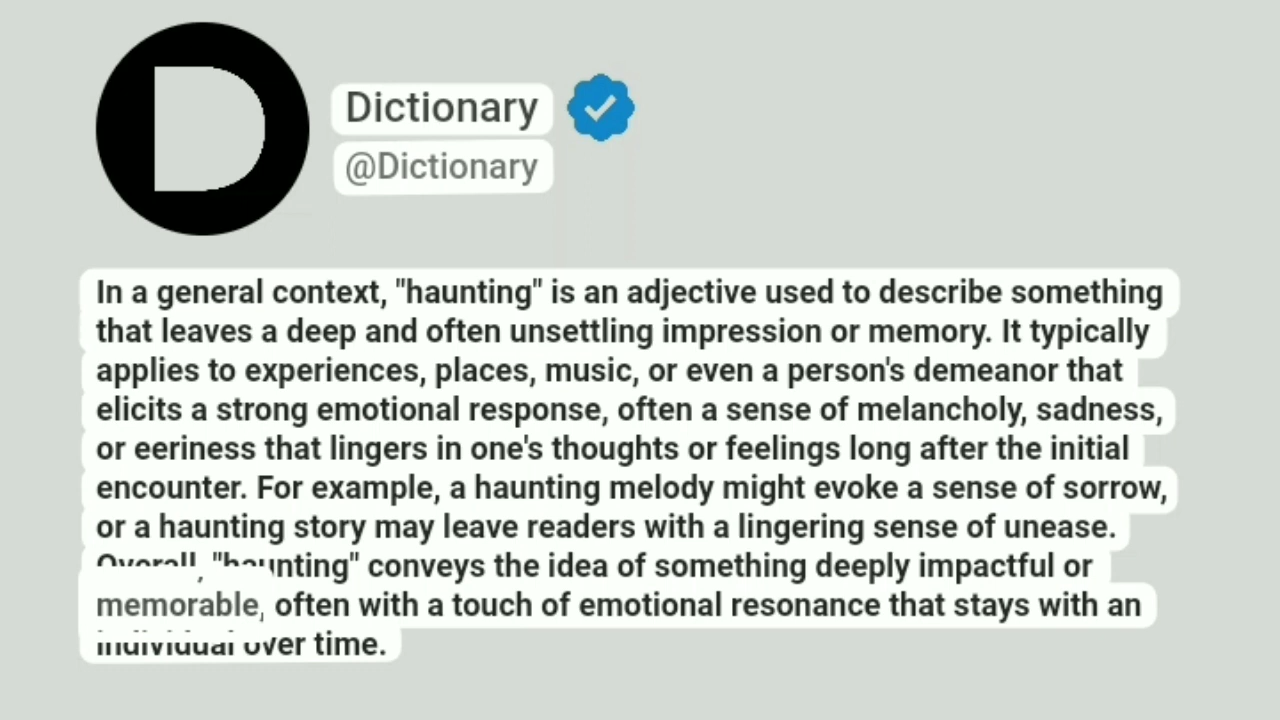 D
Dictionary
@Dictionary
In a general context, "haunting" is an adjective used to describe something
that leaves a deep and often unsettling impression or memory. It typically
applies to experiences, places, music, or even a person's demeanor that
elicits a strong emotional response, often a sense of melancholy, sadness,
or eeriness that lingers in one's thoughts or feelings long after the initial
encounter. For example, a haunting melody might evoke a sense of sorrow,
or a haunting story may leave readers with a lingering sense of unease.
Overall, "haunting" conveys the idea of something deeply impactful or
memorable, often with a touch of emotional resonance that stays with an
individual over time.